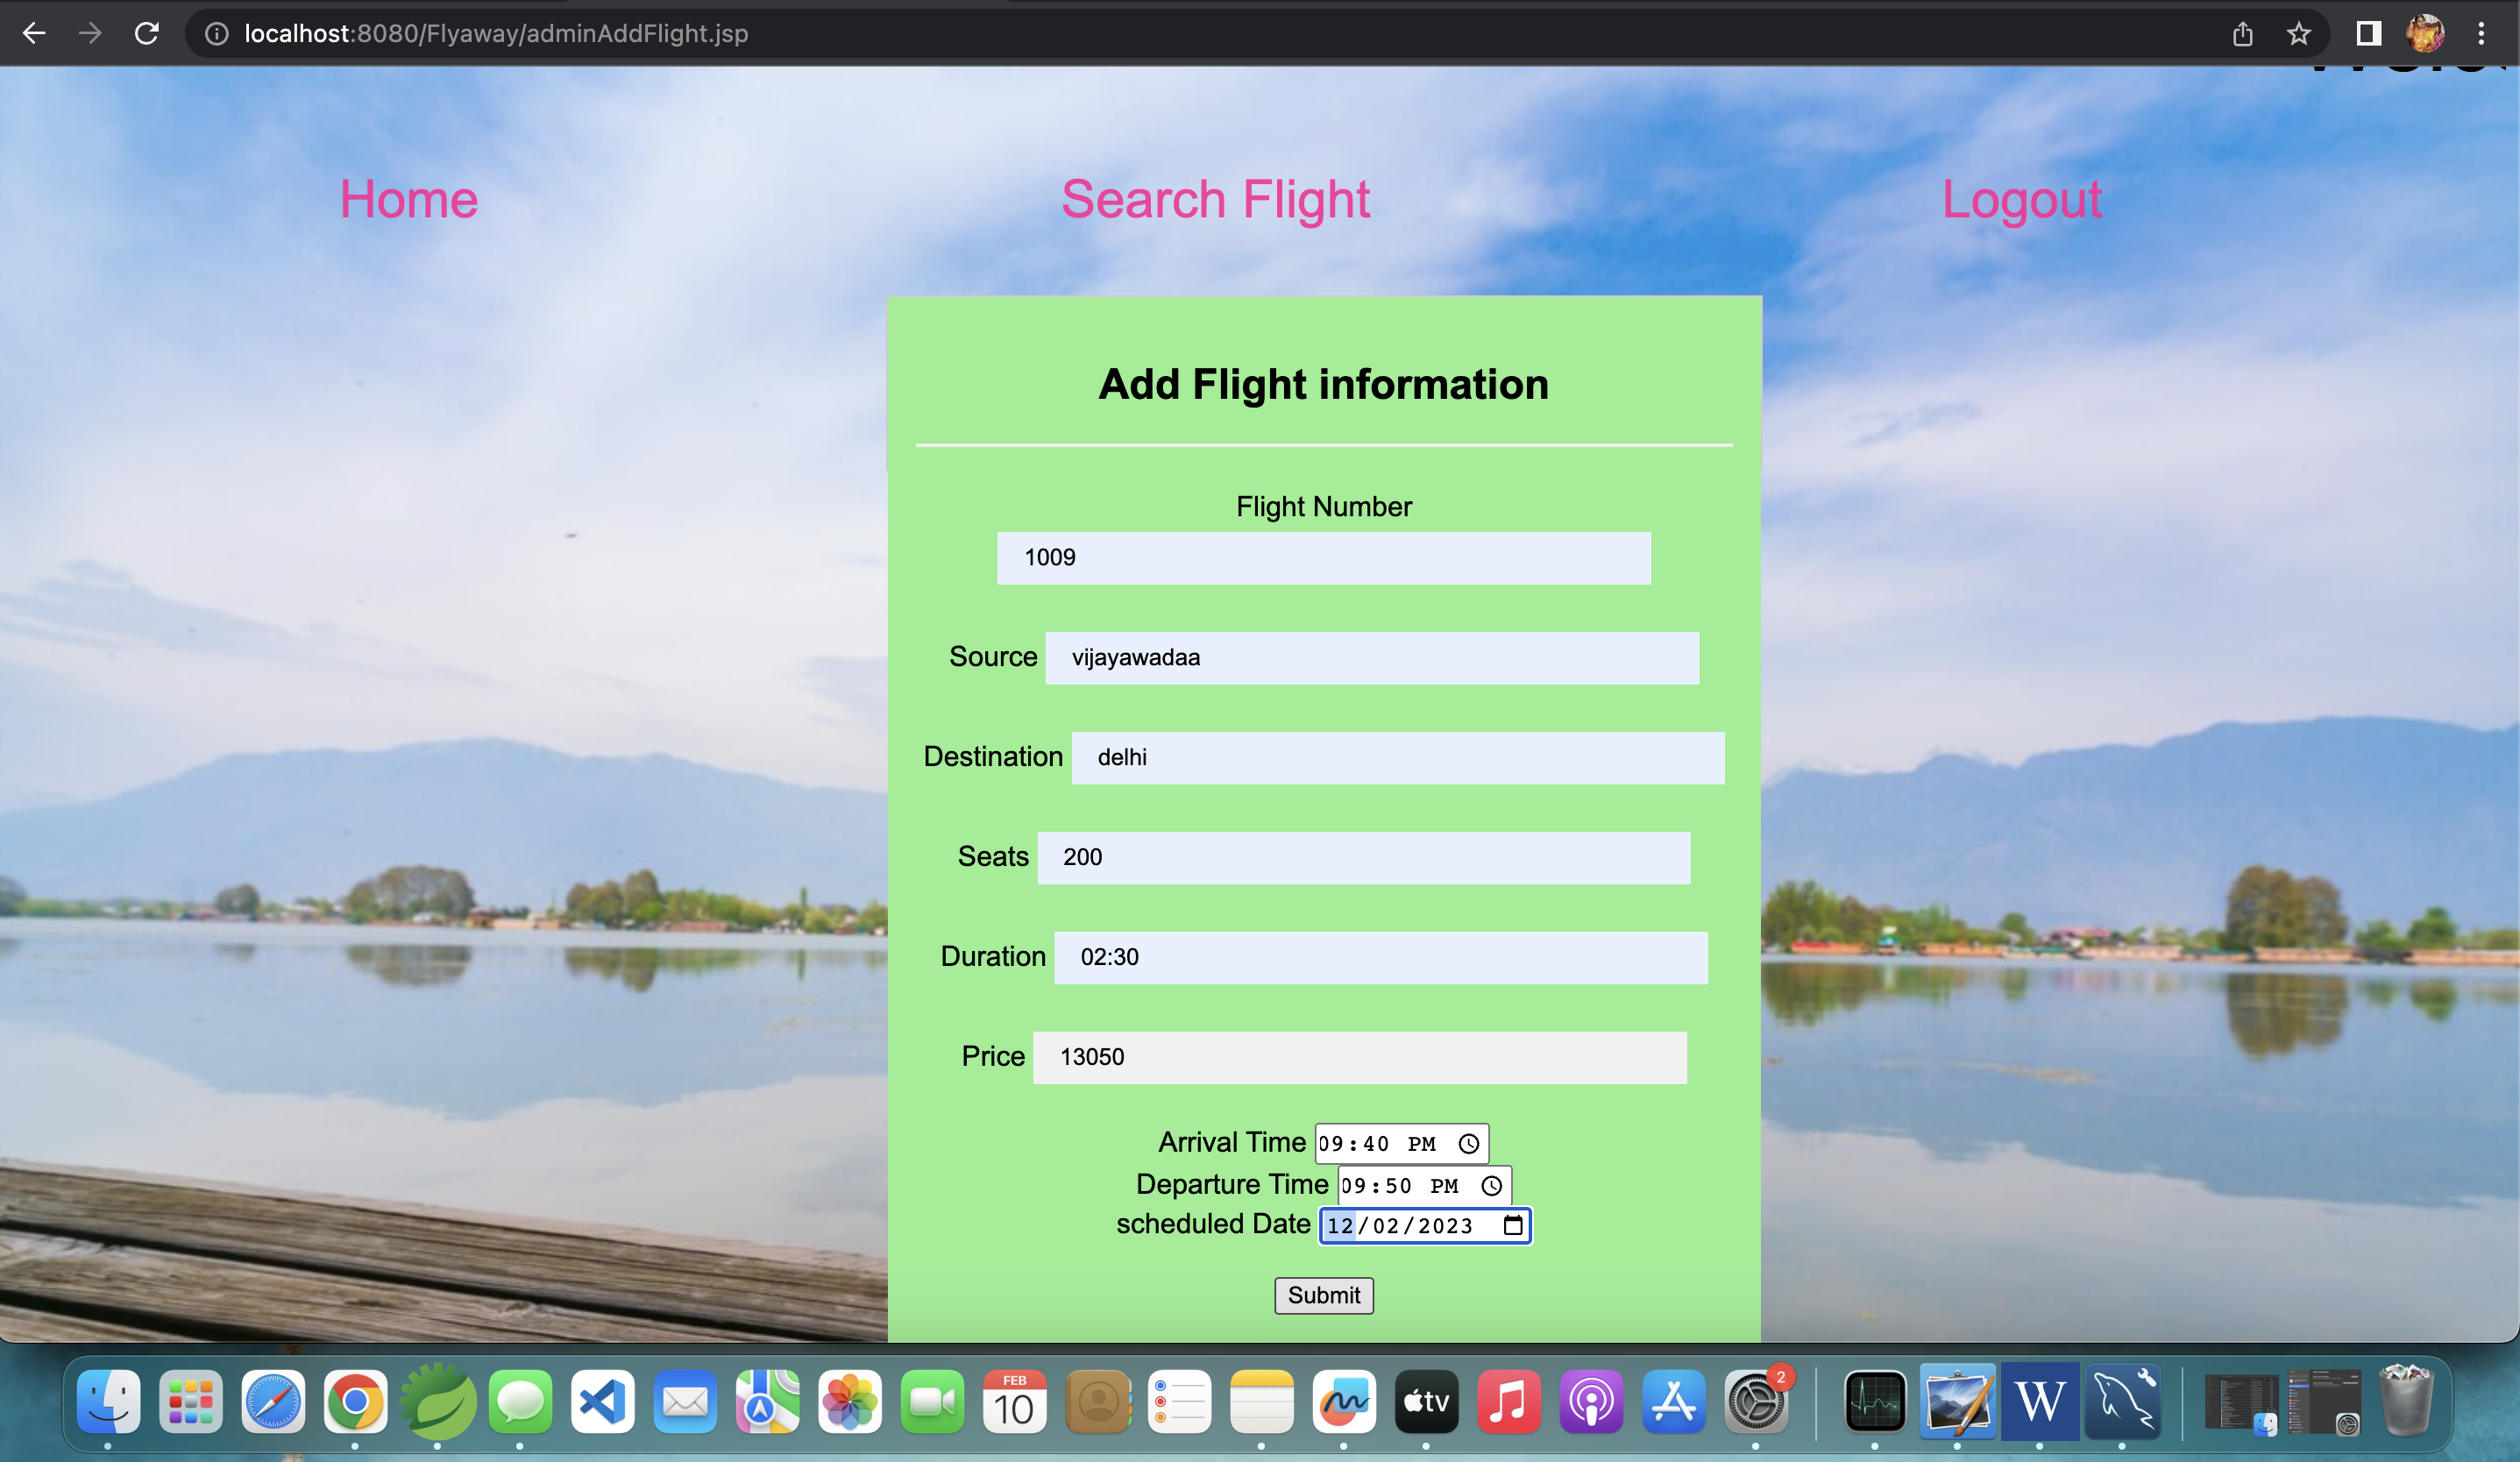 localhost:8080/Flyaway/adminAddFlight.jsp
Home Search Flight Logout
Add Flight information
Flight Number
1009
Source vijayawadaa
Destination delhi
Seats 200
Duration 02:30
Price 13050
Arrival Time 09:40 PM
Departure Time 09:50 PM
scheduled Date 12/02/2023
Submit
FEB
10
tv
2
W